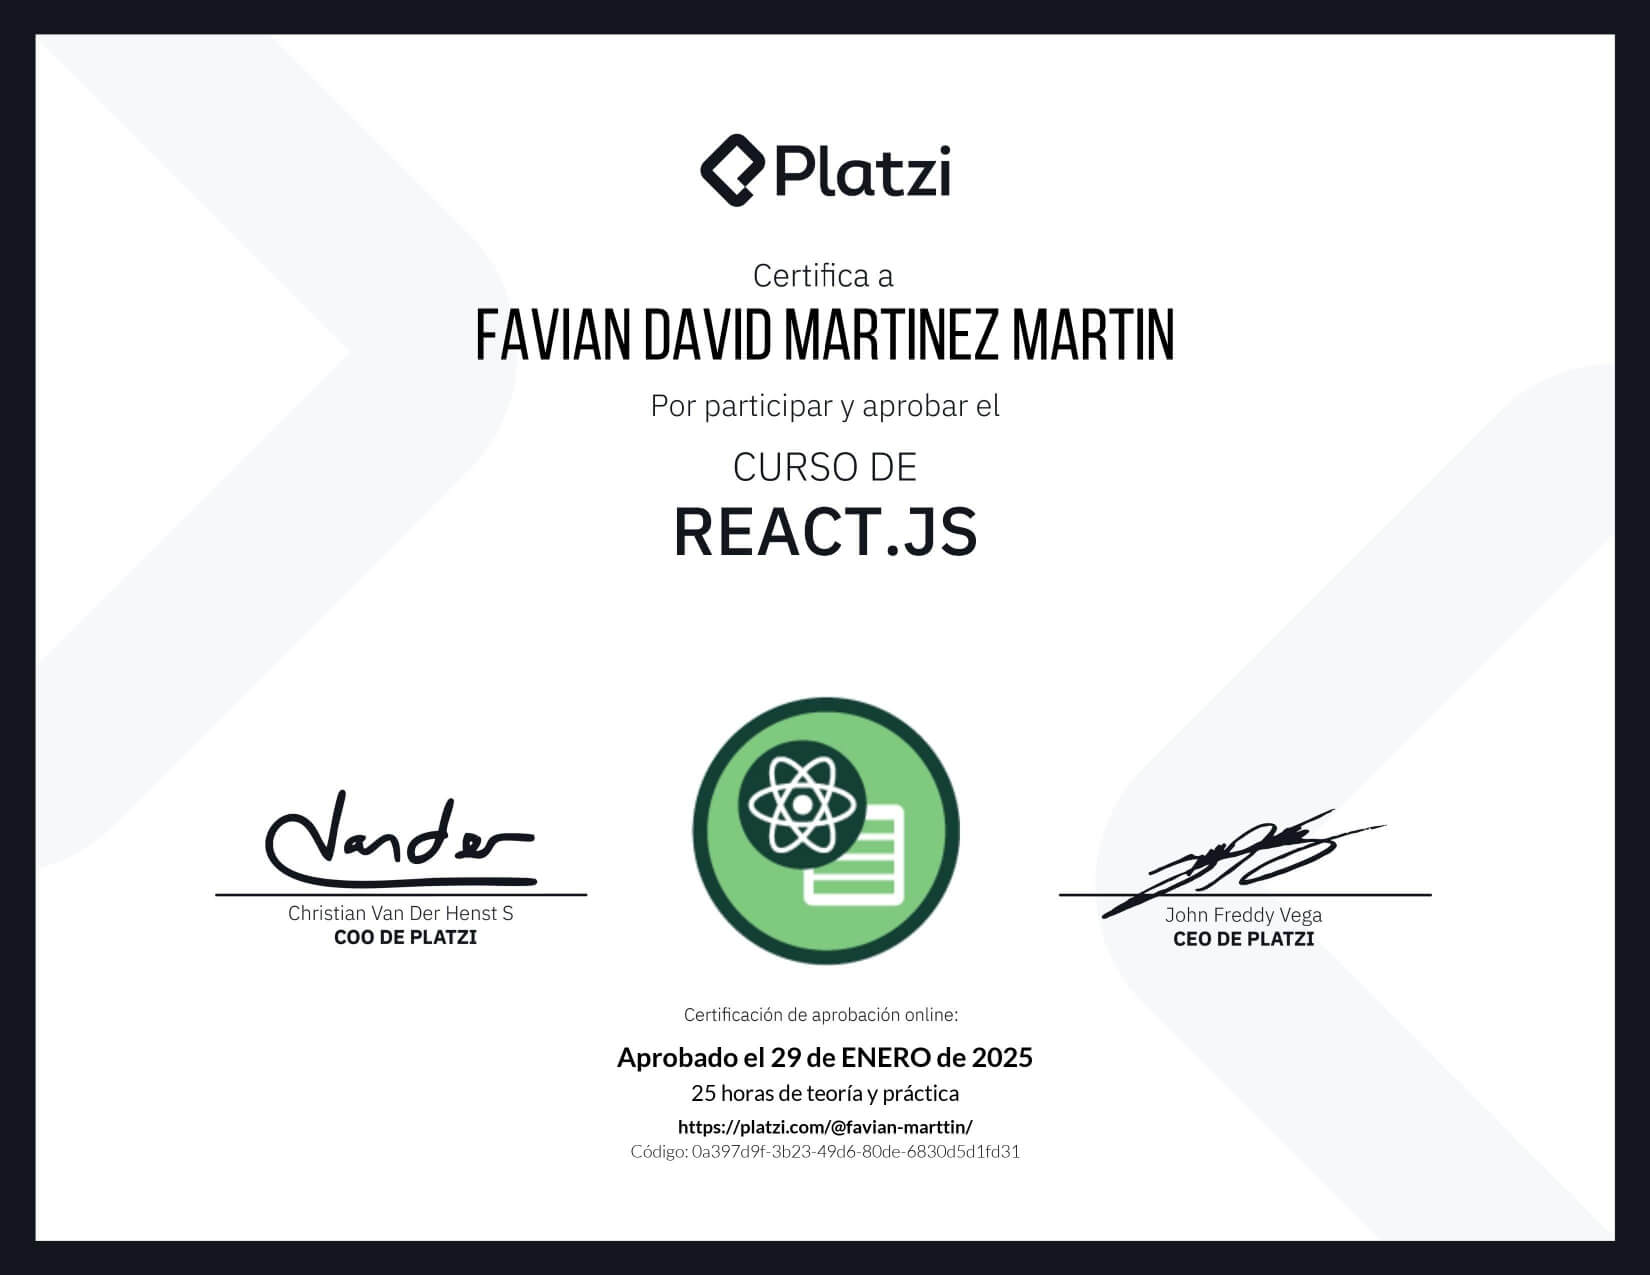 Platzi
Certifica a
FAVIAN DAVID MARTINEZ MARTIN
Por participar y aprobar el
CURSO DE
REACT.JS
Vander
Christian Van Der Henst S
COO DE PLATZI
John Freddy Vega
CEO DE PLATZI
Certificación de aprobación online:
Aprobado el 29 de ENERO de 2025
25 horas de teoría y práctica
https://platzi.com/@favian-marttin/
Código: 0a397d9f-3b23-49d6-80de-6830d5d1fd31